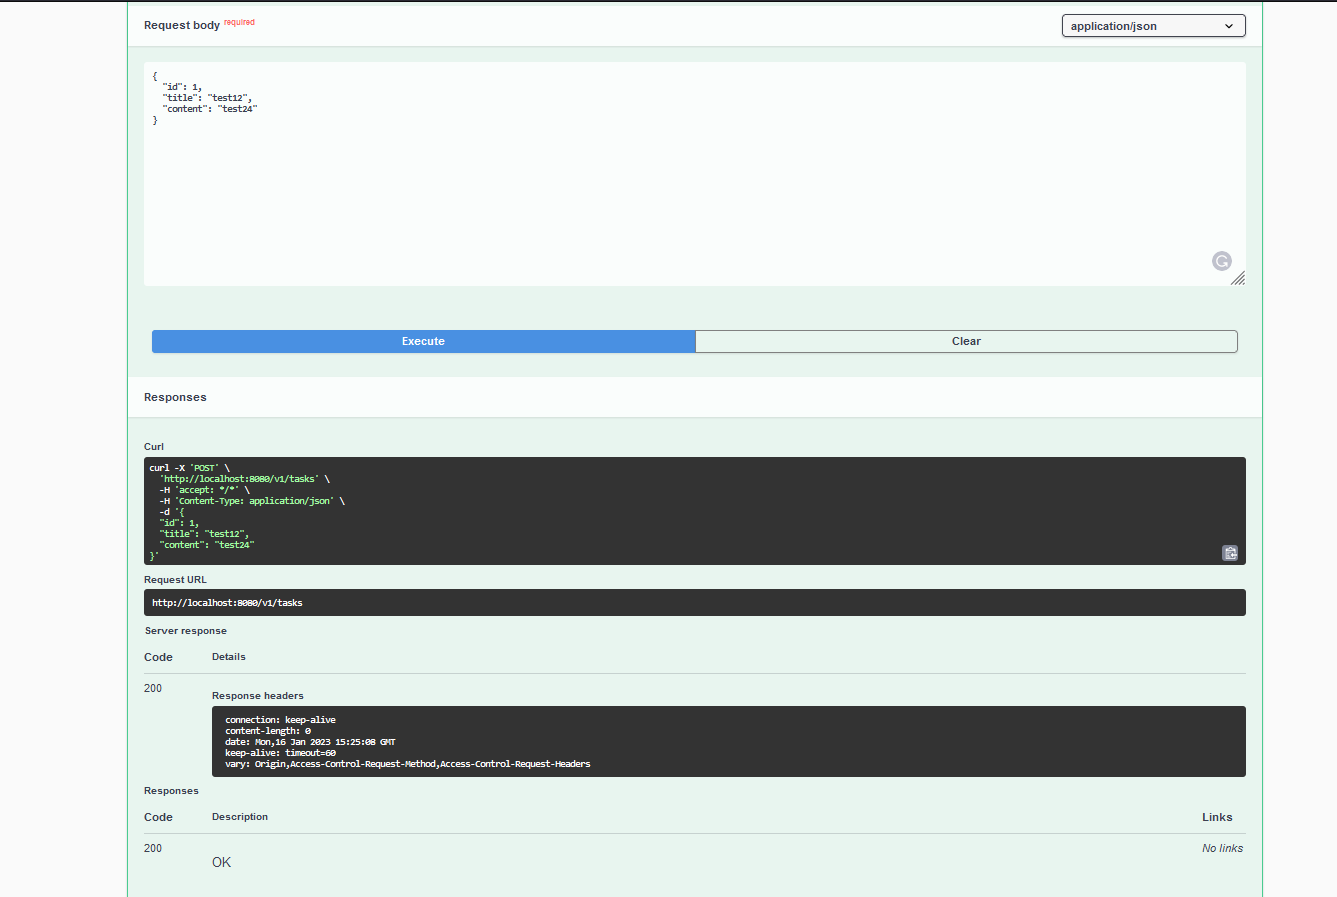 Request body required
application/json
{
"id": 1,
"title": "test12",
"content": "test24"
}
Execute
Clear
Responses
Curl
curl -X 'POST' \
'http://localhost:8080/v1/tasks' \
-H 'accept: */*' \
-H 'Content-Type: application/json' \
-d '{
"id": 1,
"title": "test12",
"content": "test24"
}'
Request URL
http://localhost:8080/v1/tasks
Server response
Code Details
200
Response headers
connection: keep-alive
content-length: 0
date: Mon,16 Jan 2023 15:25:08 GMT
keep-alive: timeout=60
vary: Origin,Access-Control-Request-Method,Access-Control-Request-Headers
Responses
Code Description Links
200 No links
OK